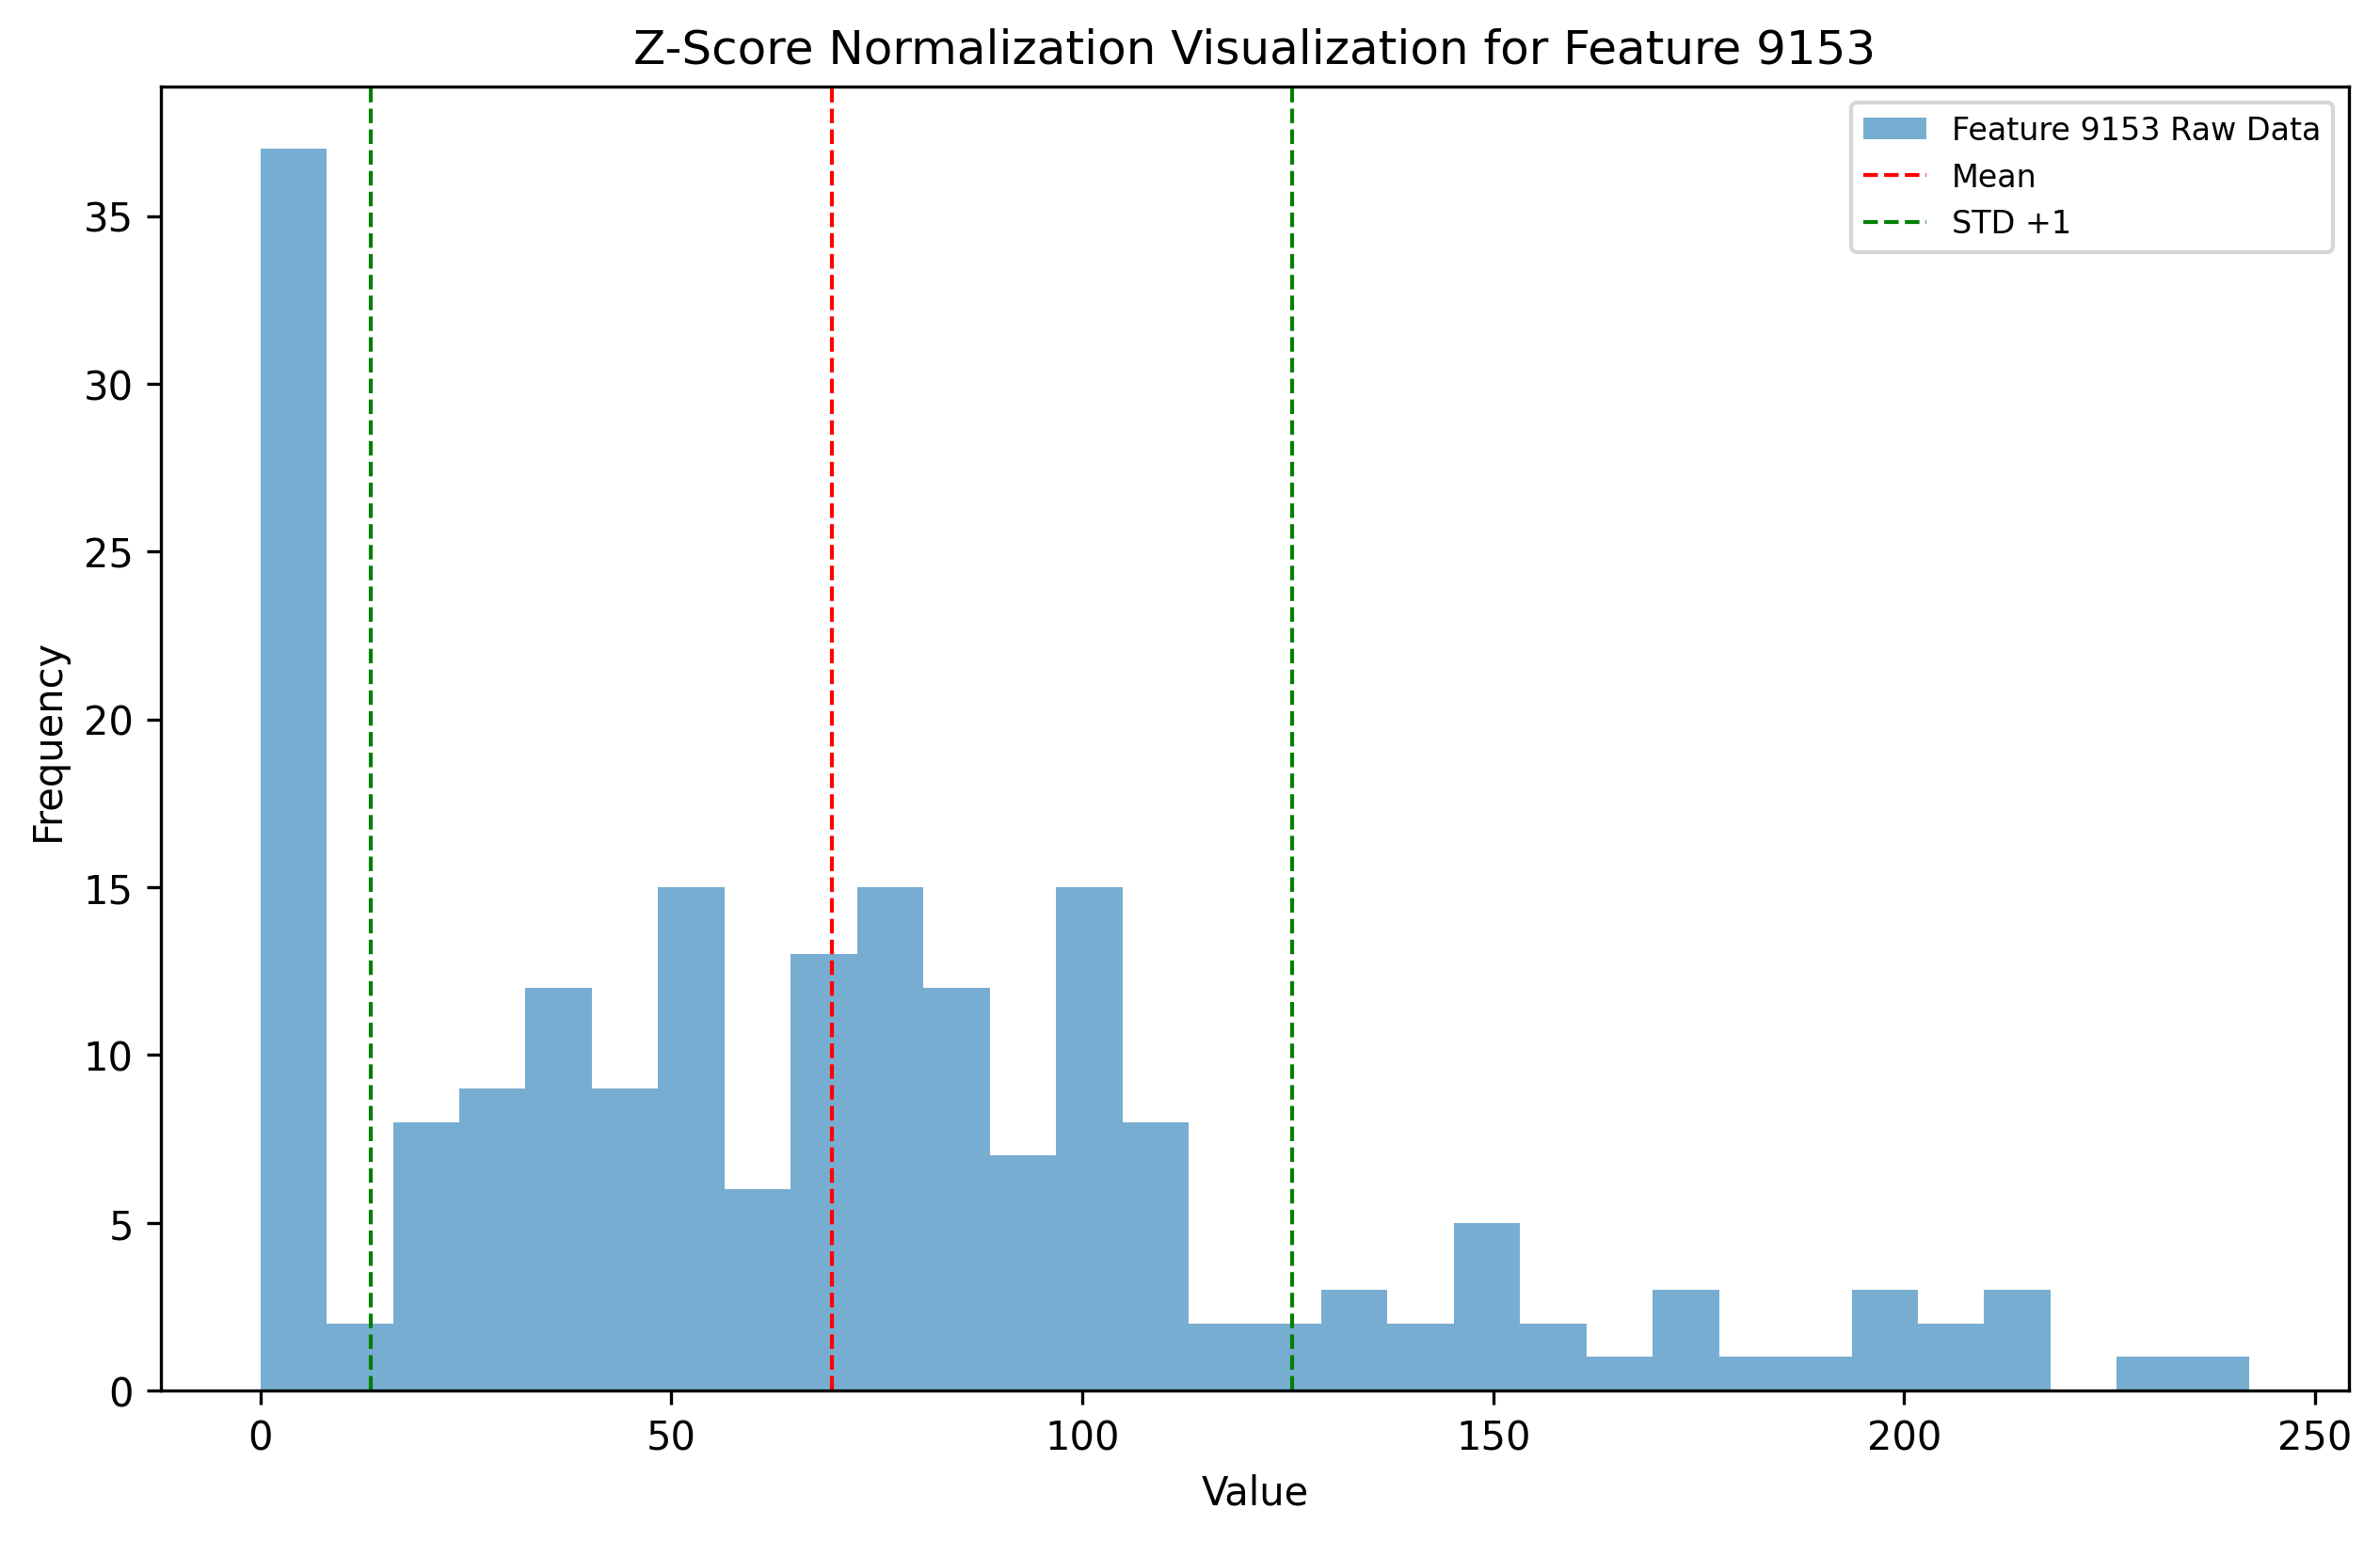 Z-Score Normalization Visualization for Feature 9153
Feature 9153 Raw Data
Mean
STD +1
Frequency
35
30
25
20
15
10
5
0
0 50 100 150 200 250
Value